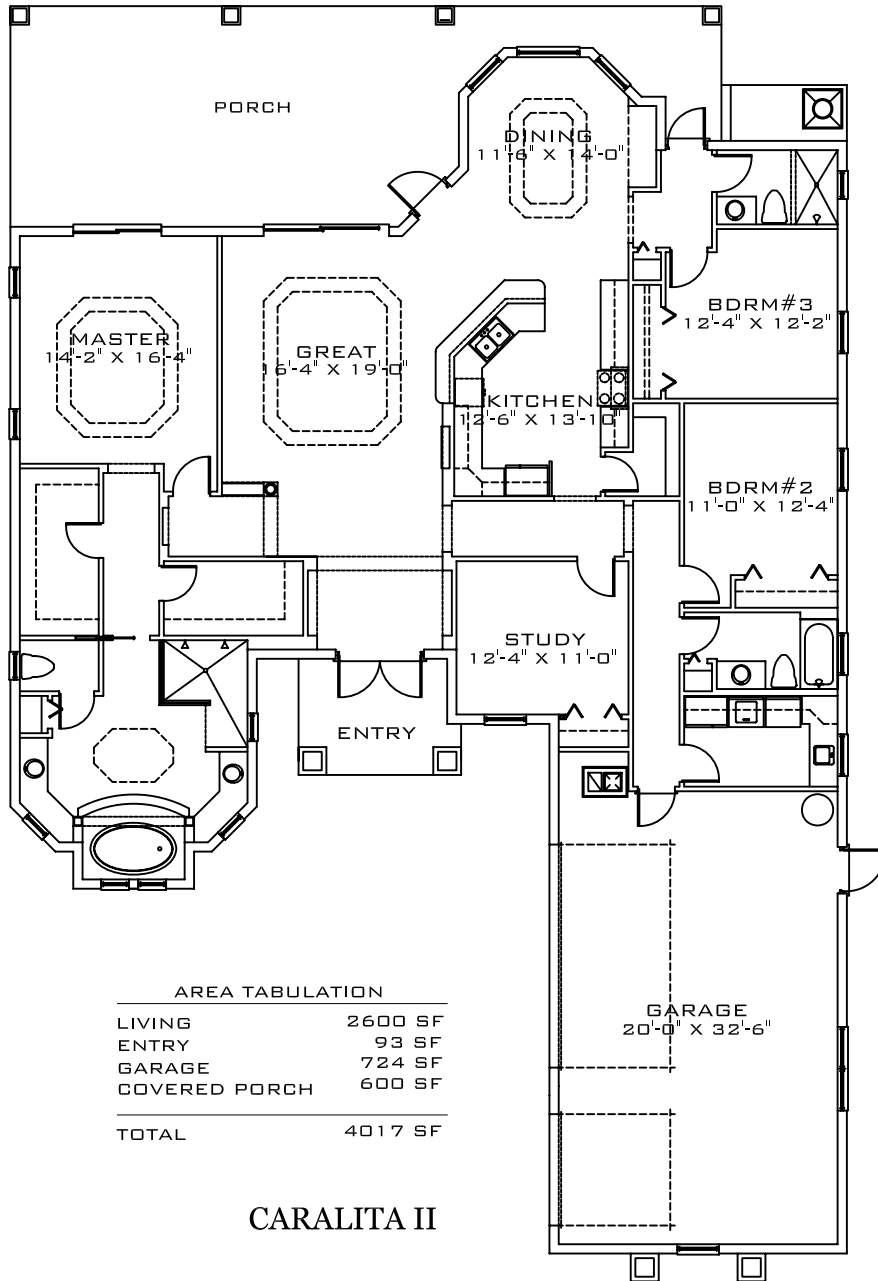 PORCH
DINING
11'-6" X 14'-0"
BDRM#3
12'-4" X 12'-2"
MASTER
14'-2" X 16'-4"
GREAT
16'-4" X 19'-0"
KITCHEN
12'-6" X 13'-10"
BDRM#2
11'-0" X 12'-4"
STUDY
12'-4" X 11'-0"
ENTRY
GARAGE
20'-0" X 32'-6"
AREA TABULATION
LIVING 2600 SF
ENTRY 93 SF
GARAGE 724 SF
COVERED PORCH 600 SF
TOTAL 4017 SF
CARALITA II